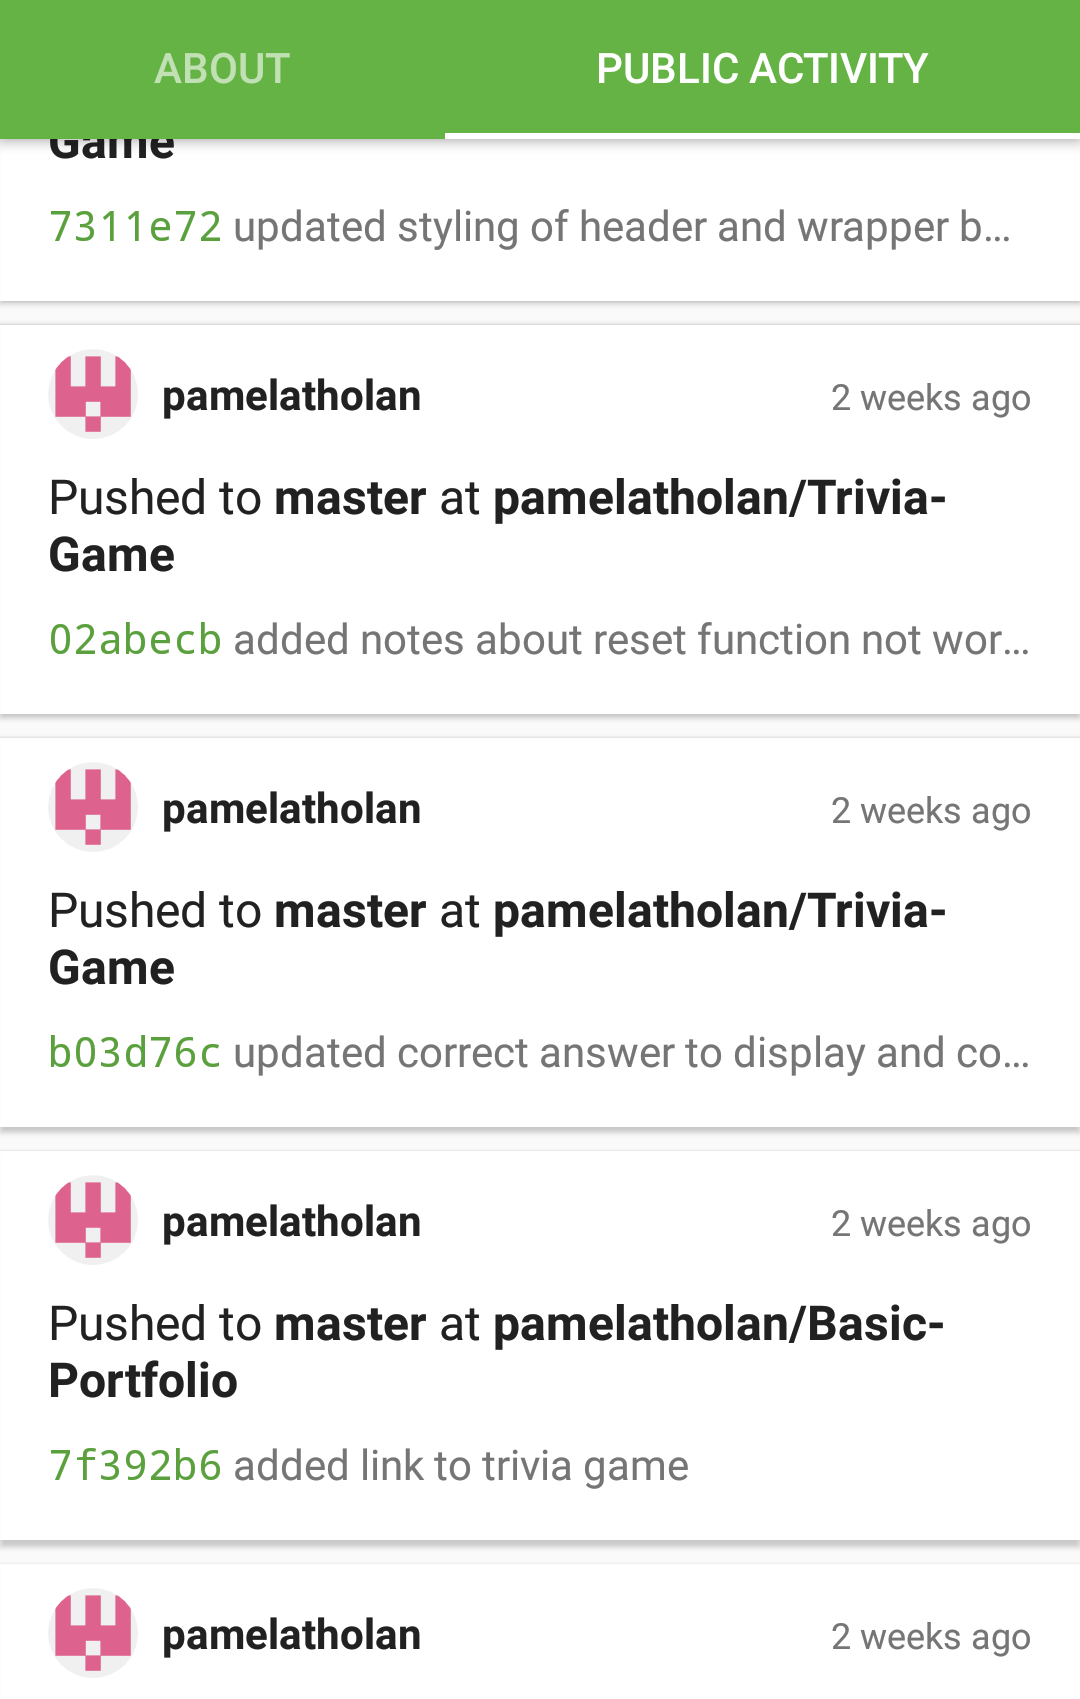 ABOUT PUBLIC ACTIVITY
Game
7311e72 updated styling of header and wrapper b...
pamelatholan 2 weeks ago
Pushed to master at pamelatholan/Trivia-
Game
02abecb added notes about reset function not wor...
pamelatholan 2 weeks ago
Pushed to master at pamelatholan/Trivia-
Game
b03d76c updated correct answer to display and co...
pamelatholan 2 weeks ago
Pushed to master at pamelatholan/Basic-
Portfolio
7f392b6 added link to trivia game
pamelatholan 2 weeks ago